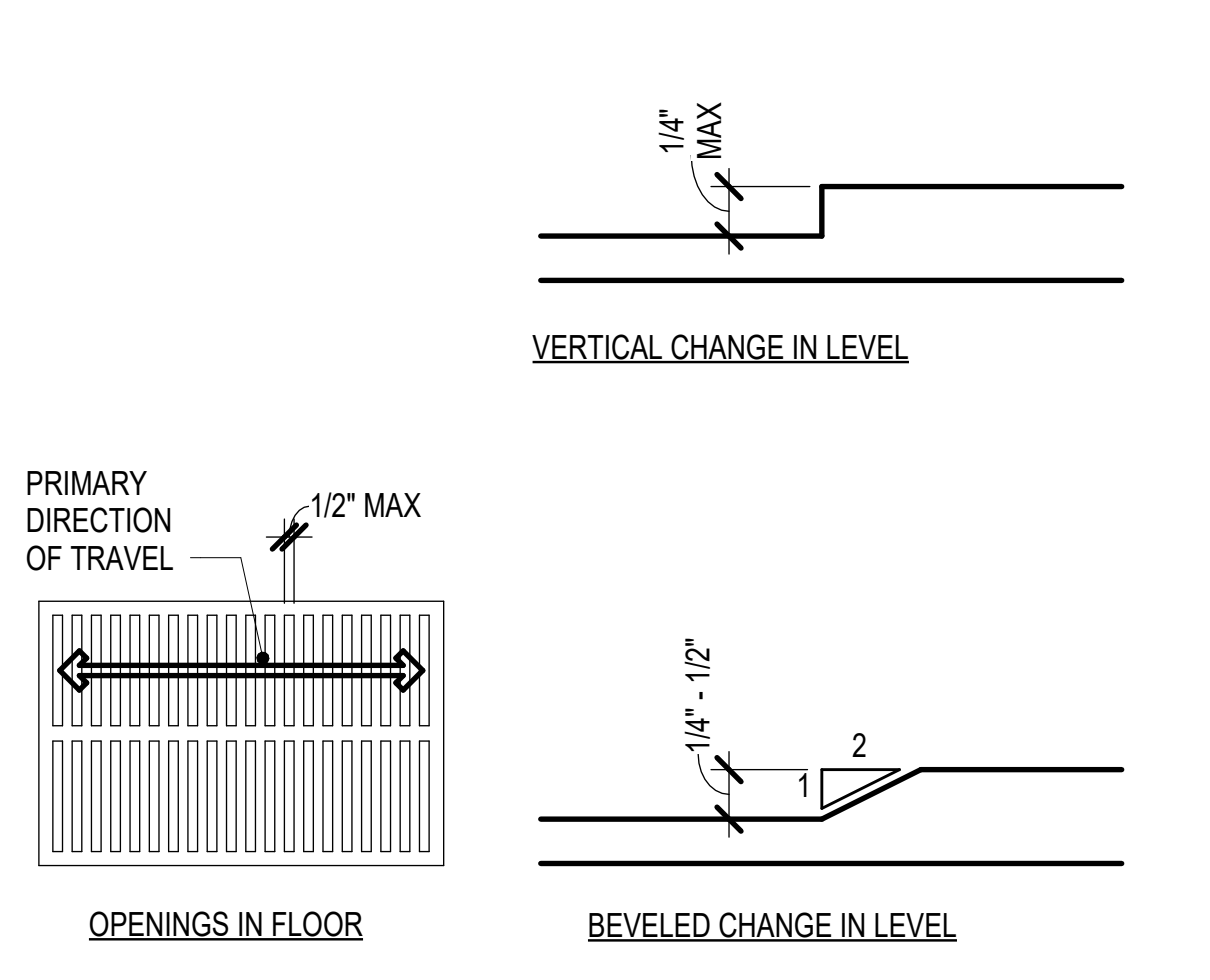 1/4"
MAX
VERTICAL CHANGE IN LEVEL
PRIMARY
DIRECTION
OF TRAVEL
1/2" MAX
OPENINGS IN FLOOR
1/4" - 1/2"
2
1
BEVELED CHANGE IN LEVEL